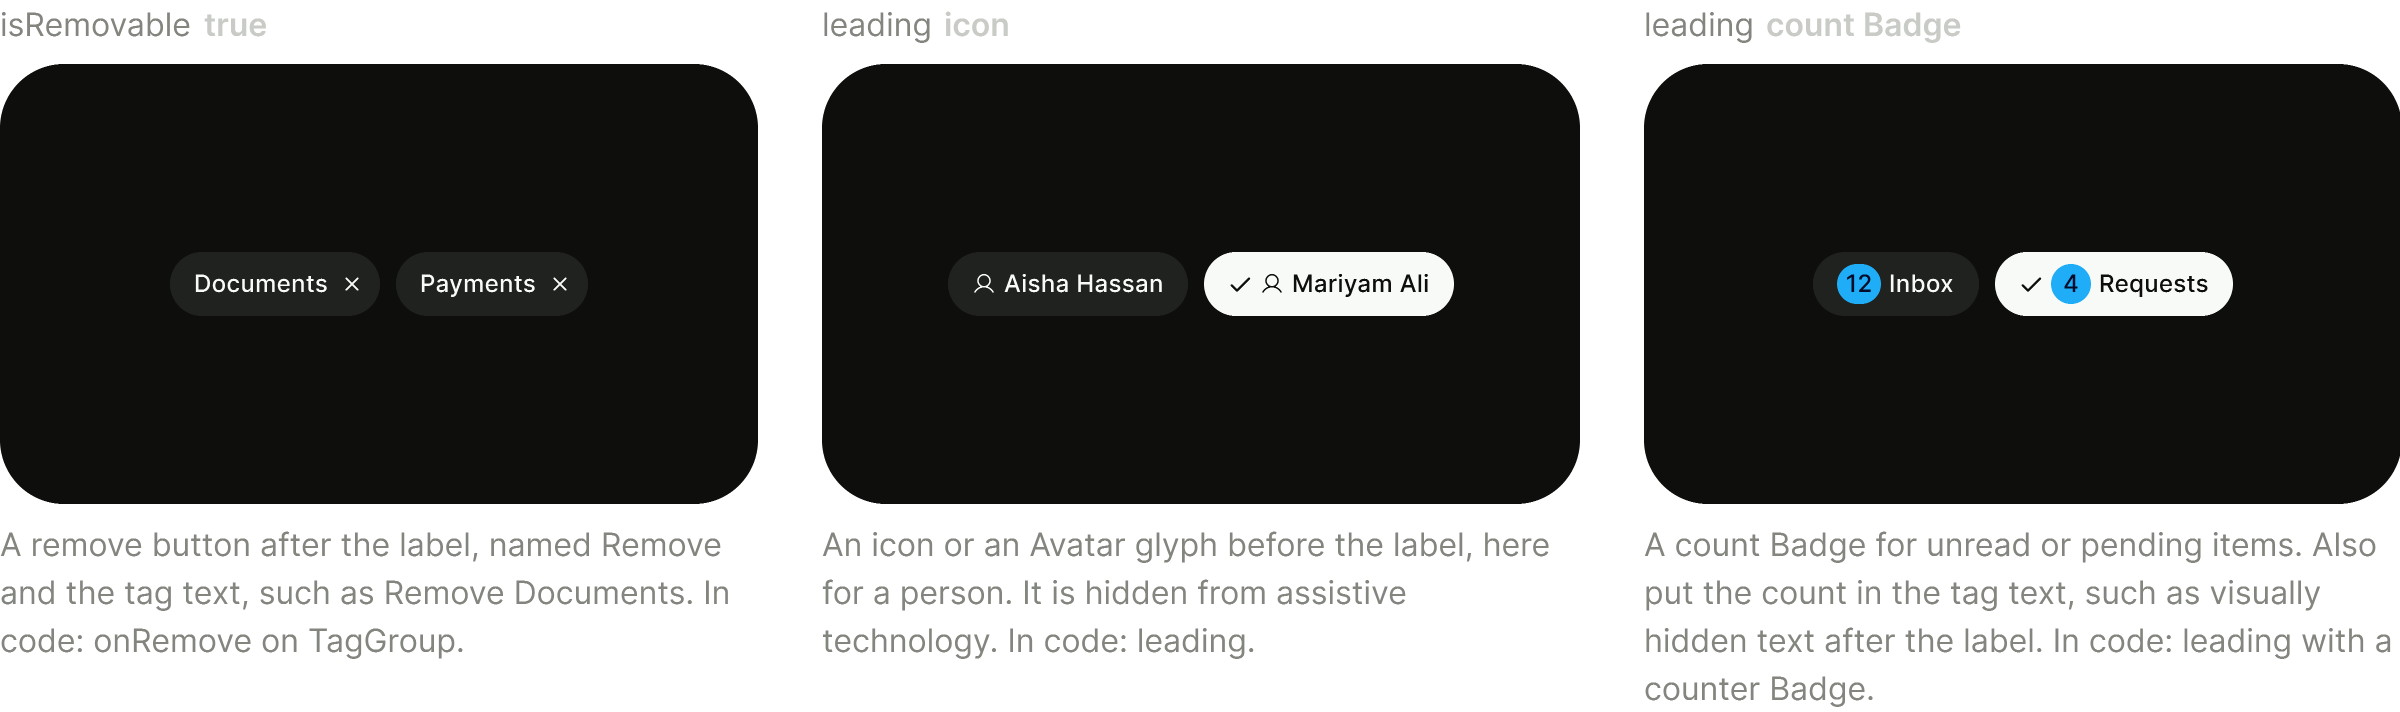 isRemovable true
Documents
Payments
A remove button after the label, named Remove
and the tag text, such as Remove Documents. In
code: onRemove on TagGroup.
leading icon
Aisha Hassan
Mariyam Ali
An icon or an Avatar glyph before the label, here
for a person. It is hidden from assistive
technology. In code: leading.
leading count Badge
12 Inbox
4 Requests
A count Badge for unread or pending items. Also
put the count in the tag text, such as visually
hidden text after the label. In code: leading with a
counter Badge.